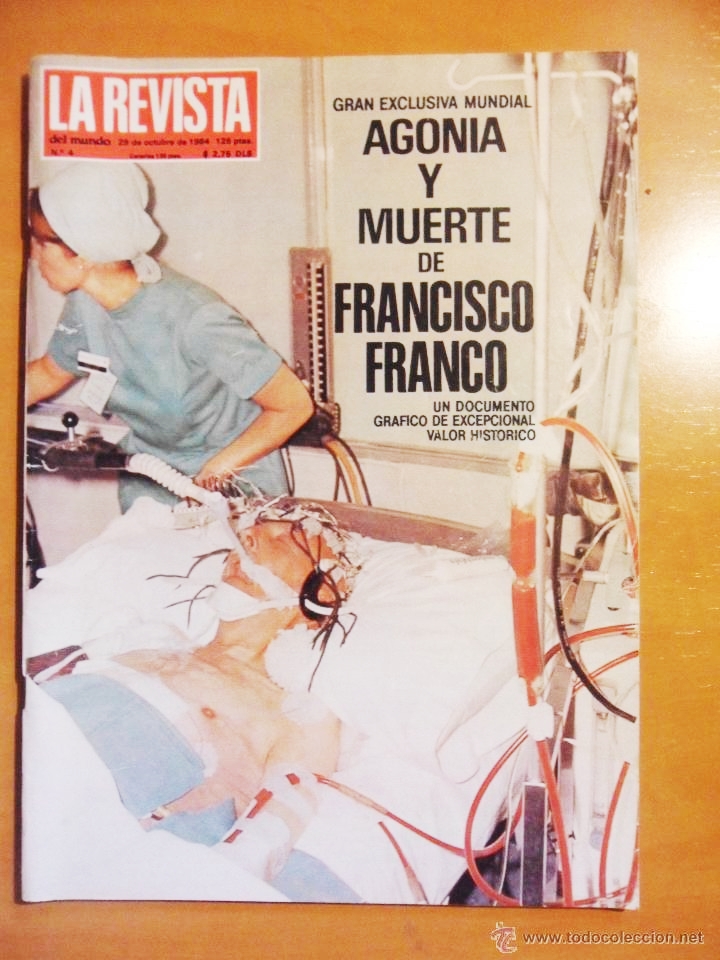 LA REVISTA
del mundo 29 de octubre de 1984 125 ptas.
N.º 4 Canarias 130 ptas. $ 2,75 DLS
GRAN EXCLUSIVA MUNDIAL
AGONIA
Y
MUERTE
DE
FRANCISCO
FRANCO
UN DOCUMENTO
GRAFICO DE EXCEPCIONAL
VALOR HISTORICO
www.todocoleccion.net